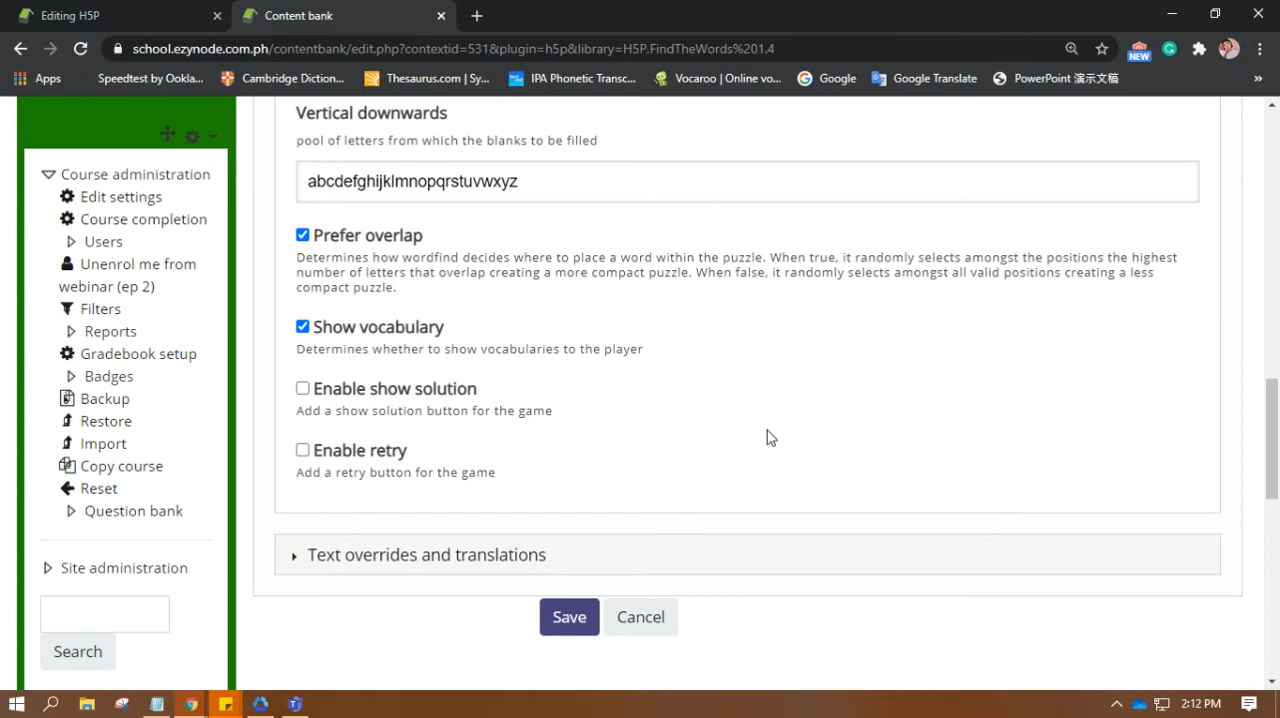 Editing H5P
Content bank
school.ezynode.com.ph/contentbank/edit.php?contextid=531&plugin=h5p&library=H5P.FindTheWords%201.4
NEW
Apps
Speedtest by Ookla...
Cambridge Diction...
Thesaurus.com | Sy...
IPA Phonetic Transc...
Vocaroo | Online vo...
Google
Google Translate
PowerPoint 演示文稿
»
Course administration
Edit settings
Course completion
Users
Unenrol me from
webinar (ep 2)
Filters
Reports
Gradebook setup
Badges
Backup
Restore
Import
Copy course
Reset
Question bank
Site administration
Search
Vertical downwards
pool of letters from which the blanks to be filled
abcdefghijklmnopqrstuvwxyz
Prefer overlap
Determines how wordfind decides where to place a word within the puzzle. When true, it randomly selects amongst the positions the highest
number of letters that overlap creating a more compact puzzle. When false, it randomly selects amongst all valid positions creating a less
compact puzzle.
Show vocabulary
Determines whether to show vocabularies to the player
Enable show solution
Add a show solution button for the game
Enable retry
Add a retry button for the game
Text overrides and translations
Save
Cancel
2:12 PM